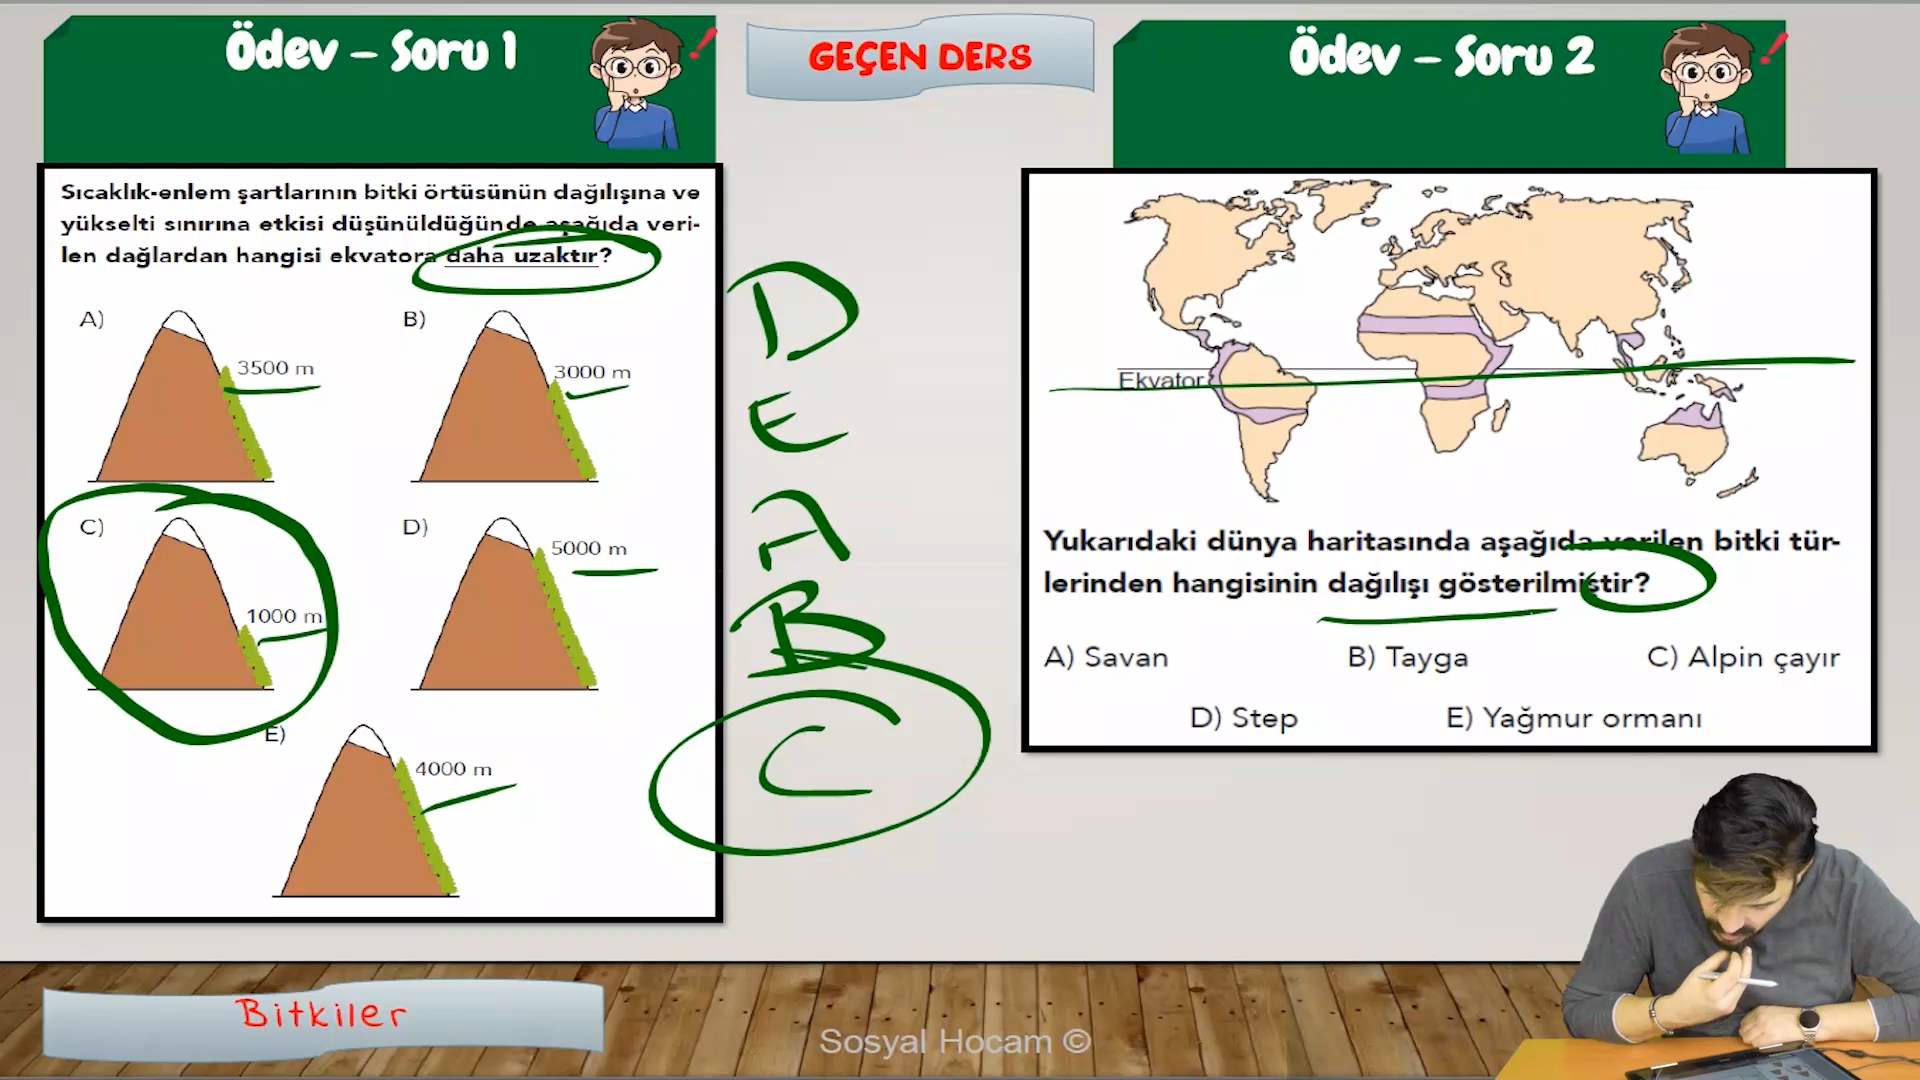 Ödev – Soru 1
GEÇEN DERS
Ödev – Soru 2
Sıcaklık-enlem şartlarının bitki örtüsünün dağılışına ve
yükselti sınırına etkisi düşünüldüğünde aşağıda veri-
len dağlardan hangisi ekvatora daha uzaktır?
A)
3500 m
B)
3000 m
C)
1000 m
D)
5000 m
E)
4000 m
D
E
A
B
C
Ekvator
Yukarıdaki dünya haritasında aşağıda verilen bitki tür-
lerinden hangisinin dağılışı gösterilmiştir?
A) Savan
B) Tayga
C) Alpin çayır
D) Step
E) Yağmur ormanı
Bitkiler
Sosyal Hocam ©